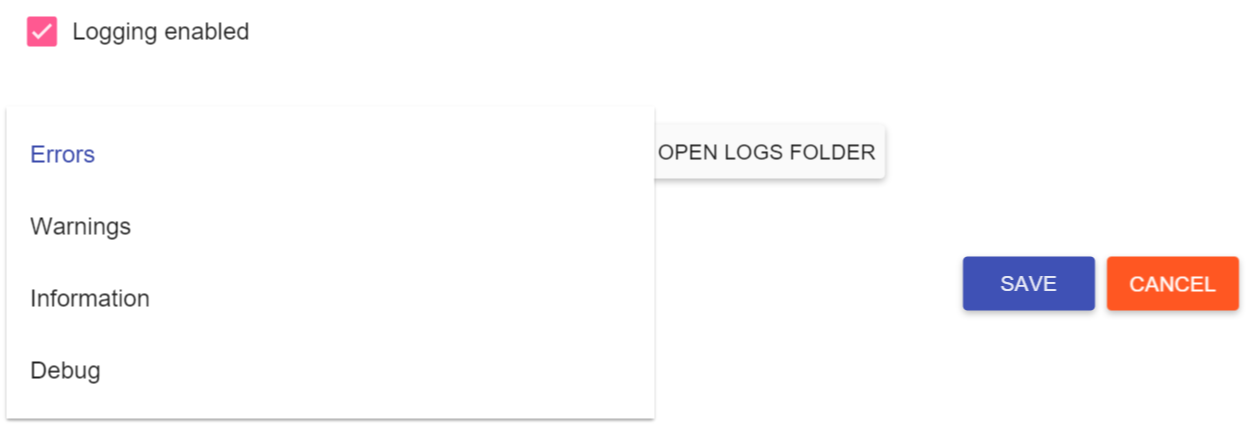 Logging enabled
Errors
OPEN LOGS FOLDER
Warnings
Information
SAVE
CANCEL
Debug